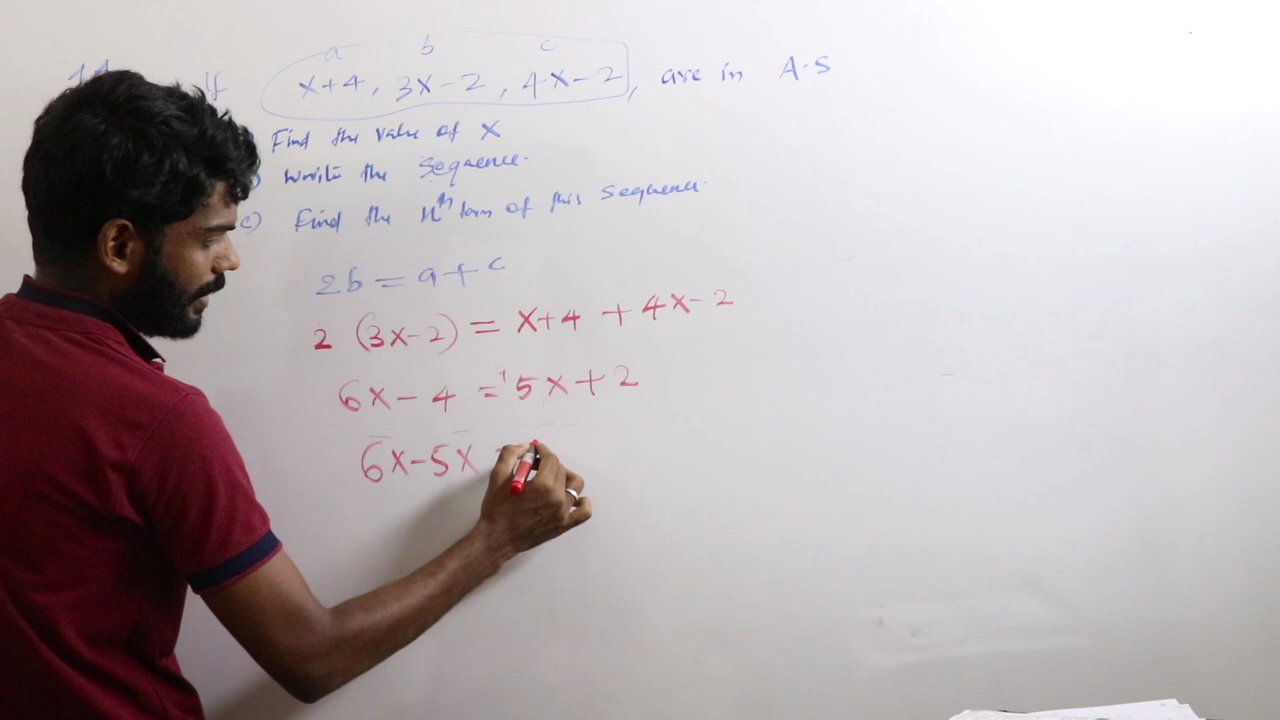 a b c
If x+4, 3x-2, 4x-2, are in A.S
Find the value of x
write the sequence.
c) Find the nth term of this sequence.
2b = a+c
2 (3x-2) = x+4 + 4x-2
6x-4 = 5x+2
6x-5x